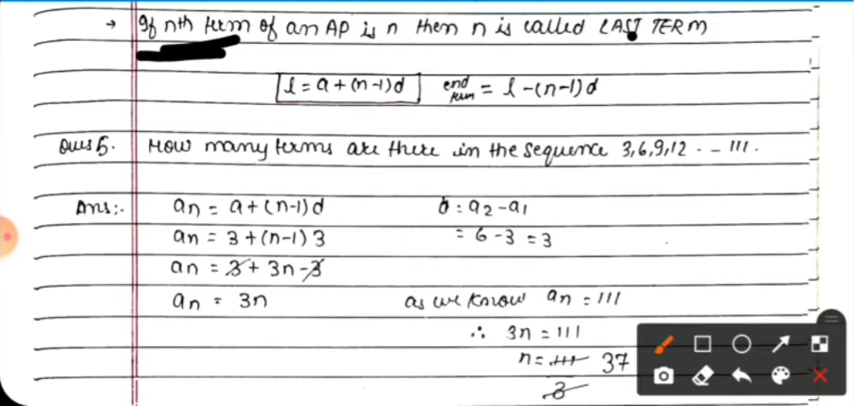 → If nth term of an AP is n then n is called LAST TERM
l = a + (n-1)d end term = l - (n-1)d
Ques 5. How many terms are there in the sequence 3,6,9,12 - - 111.
Ans:- an = a + (n-1)d d : a2 - a1
an = 3 + (n-1) 3 = 6 - 3 = 3
an = 3 + 3n - 3
an = 3n as we know an = 111
∴ 3n = 111
n = 111 37
3